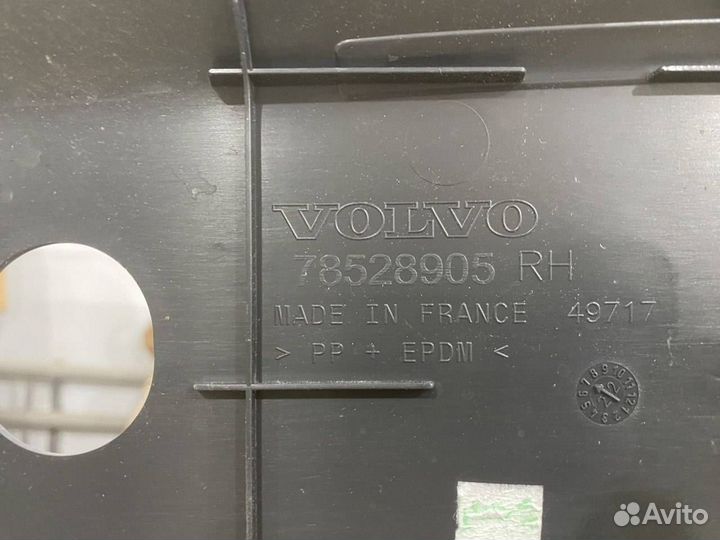 VOLVO
78528905 RH
MADE IN FRANCE 49717
> PP + EPDM <
Avito